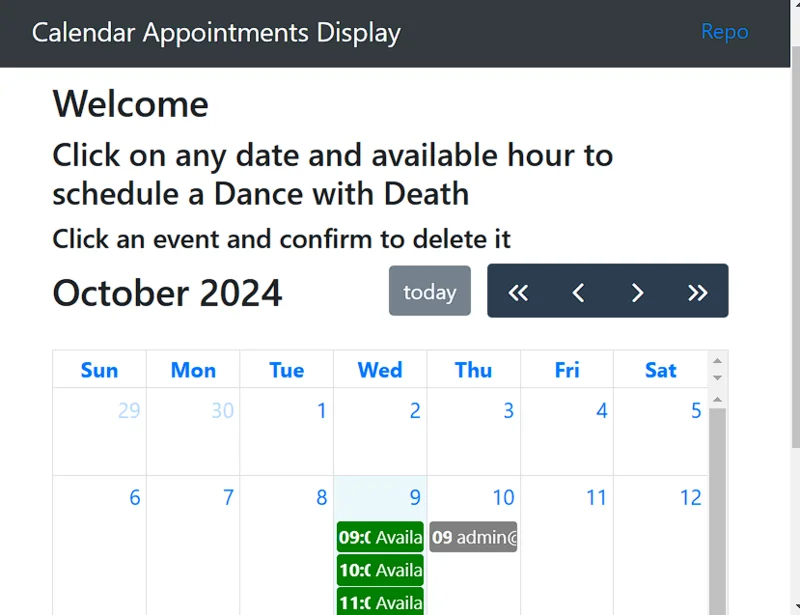 Calendar Appointments Display Repo
Welcome
Click on any date and available hour to
schedule a Dance with Death
Click an event and confirm to delete it
October 2024 today
Sun Mon Tue Wed Thu Fri Sat
29 30 1 2 3 4 5
6 7 8 9 10 11 12
09:( Availa 09 admin@
10:( Availa
11:( Availa